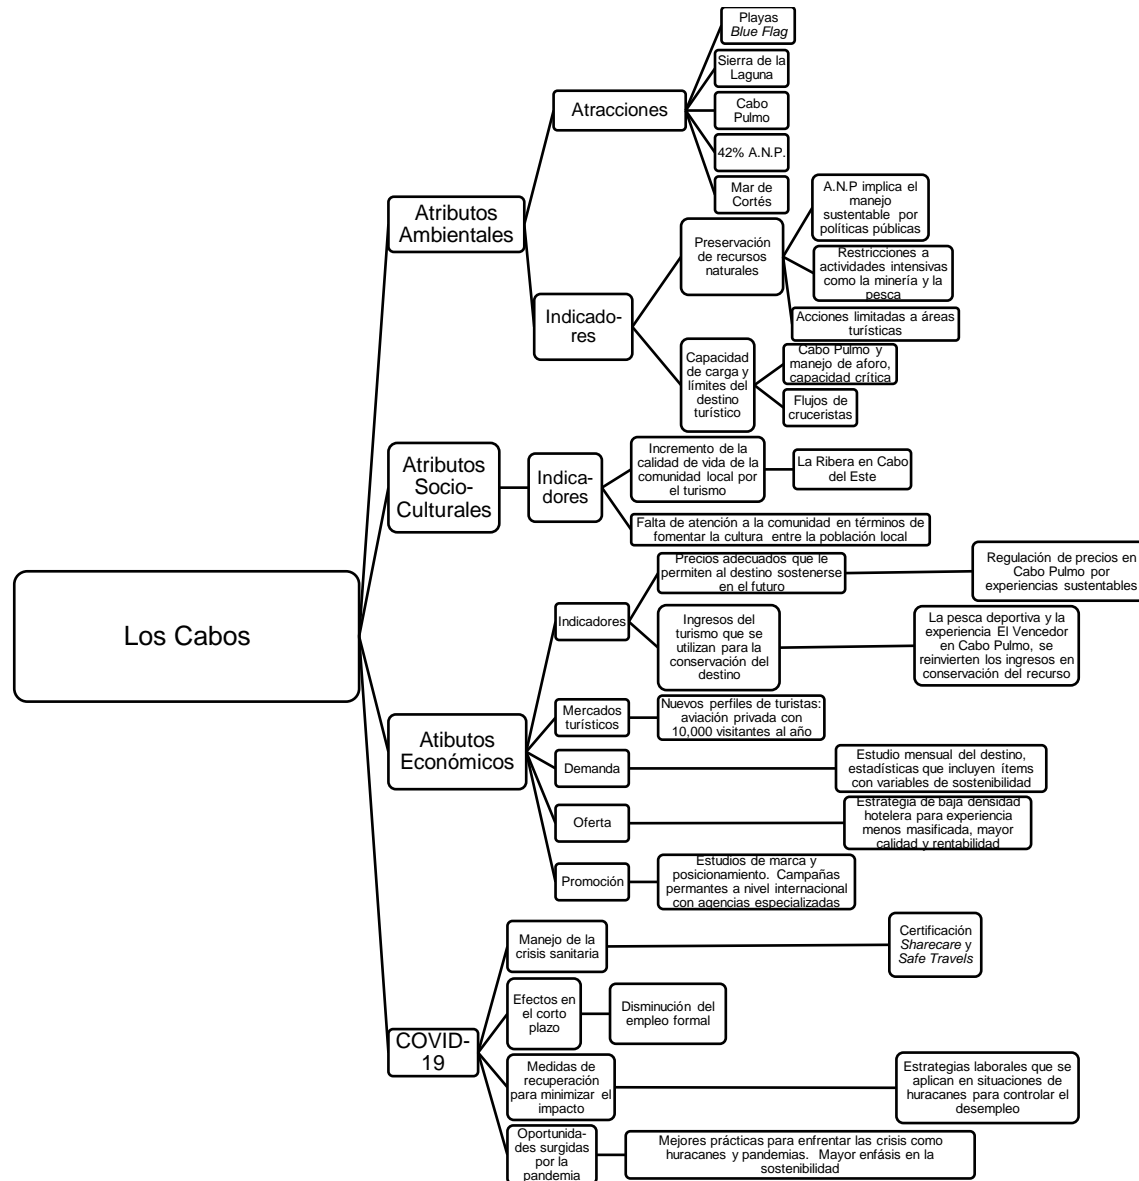 Playas
Blue Flag
Sierra de la
Laguna
Atracciones
Cabo
Pulmo
42% A.N.P.
Mar de
Cortés
Atributos
Ambientales
A.N.P implica el
manejo
sustentable por
políticas públicas
Preservación
de recursos
naturales
Restricciones a
actividades intensivas
como la minería y la
pesca
Indicado-
res
Acciones limitadas a áreas
turísticas
Capacidad
de carga y
límites del
destino
turístico
Cabo Pulmo y
manejo de aforo,
capacidad crítica
Flujos de
cruceristas
Atributos
Socio-
Culturales
Indica-
dores
Incremento de la
calidad de vida de la
comunidad local por
el turismo
La Ribera en Cabo
del Este
Falta de atención a la comunidad en términos de
fomentar la cultura entre la población local
Los Cabos
Atibutos
Económicos
Indicadores
Precios adecuados que le
permiten al destino sostenerse
en el futuro
Regulación de precios en
Cabo Pulmo por
experiencias sustentables
Ingresos del
turismo que se
utilizan para la
conservación del
destino
La pesca deportiva y la
experiencia El Vencedor
en Cabo Pulmo, se
reinvierten los ingresos en
conservación del recurso
Mercados
turísticos
Nuevos perfiles de turistas:
aviación privada con
10,000 visitantes al año
Demanda
Estudio mensual del destino,
estadísticas que incluyen ítems
con variables de sostenibilidad
Oferta
Estrategia de baja densidad
hotelera para experiencia
menos masificada, mayor
calidad y rentabilidad
Promoción
Estudios de marca y
posicionamiento. Campañas
permantes a nivel internacional
con agencias especializadas
COVID-
19
Manejo de la
crisis sanitaria
Certificación
Sharecare y
Safe Travels
Efectos en
el corto
plazo
Disminución del
empleo formal
Medidas de
recuperación
para minimizar el
impacto
Estrategias laborales que se
aplican en situaciones de
huracanes para controlar el
desempleo
Oportunida-
des surgidas
por la
pandemia
Mejores prácticas para enfrentar las crisis como
huracanes y pandemias. Mayor enfásis en la
sostenibilidad